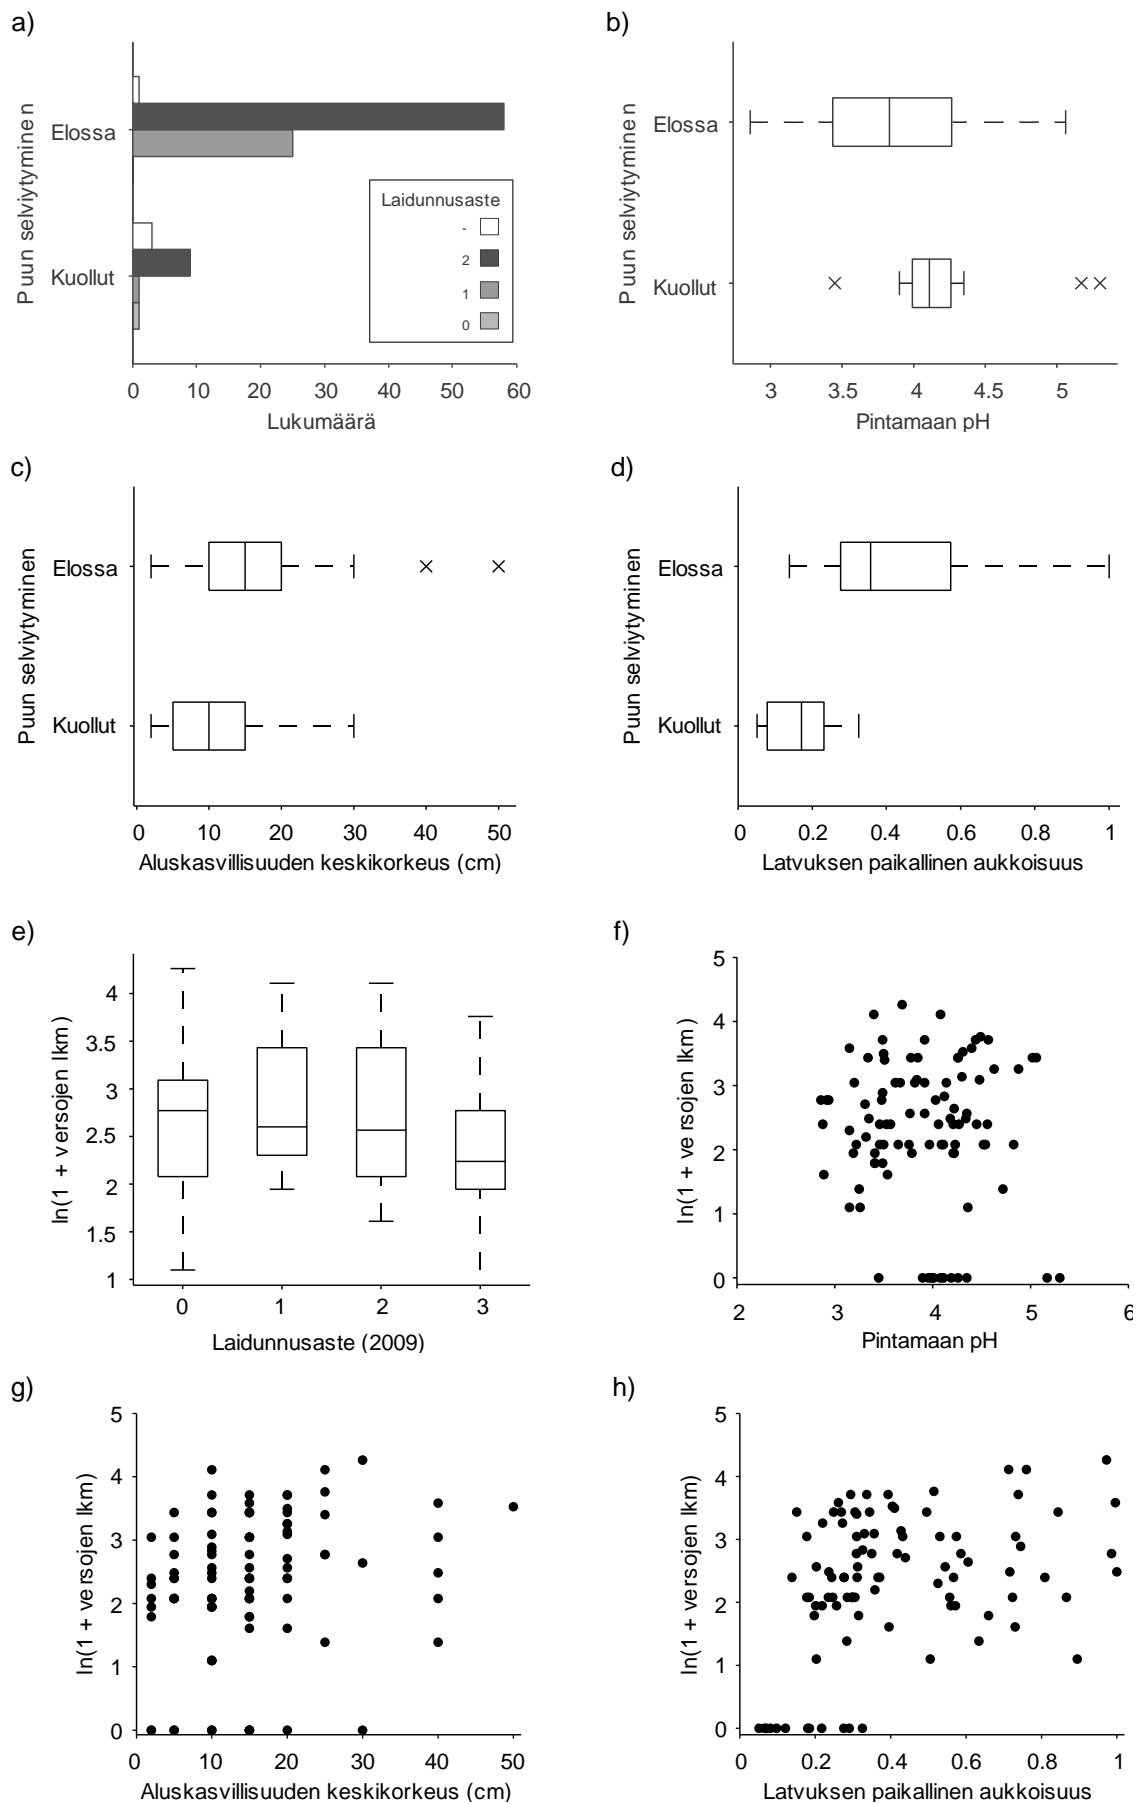 a)
Puun selviytyminen
Elossa
Kuollut
Laidunnusaste
-
2
1
0
0 10 20 30 40 50 60
Lukumäärä
b)
Puun selviytyminen
Elossa
Kuollut
3 3.5 4 4.5 5
Pintamaan pH
c)
Puun selviytyminen
Elossa
Kuollut
0 10 20 30 40 50
Aluskasvillisuuden keskikorkeus (cm)
d)
Puun selviytyminen
Elossa
Kuollut
0 0.2 0.4 0.6 0.8 1
Latvuksen paikallinen aukkoisuus
e)
ln(1 + versojen lkm)
4
3.5
3
2.5
2
1.5
1
0 1 2 3
Laidunnusaste (2009)
f)
ln(1 + versojen lkm)
5
4
3
2
1
0
2 3 4 5 6
Pintamaan pH
g)
ln(1 + versojen lkm)
5
4
3
2
1
0
0 10 20 30 40 50
Aluskasvillisuuden keskikorkeus (cm)
h)
ln(1 + versojen lkm)
5
4
3
2
1
0
0 0.2 0.4 0.6 0.8 1
Latvuksen paikallinen aukkoisuus